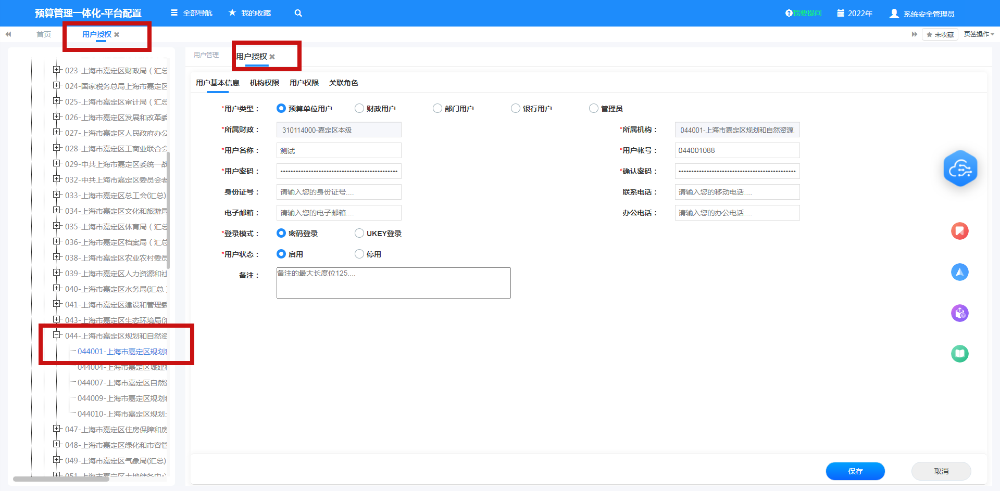 预算管理一体化-平台配置
全部导航
我的收藏
我要提问
2022年
系统安全管理员
首页
用户授权
未收藏
页签操作
023-上海市嘉定区财政局（汇总
024-国家税务总局上海市嘉定区
025-上海市嘉定区审计局（汇总
026-上海市嘉定区发展和改革委
027-上海市嘉定区人民政府办公
028-上海市嘉定区工商业联合会
029-中共上海市嘉定区委统一战
032-中共上海市嘉定区委员会老
033-上海市嘉定区总工会(汇总)
034-上海市嘉定区文化和旅游局
035-上海市嘉定区体育局（汇总
036-上海市嘉定区档案局（汇总
038-上海市嘉定区农业农村委员
039-上海市嘉定区人力资源和社
040-上海市嘉定区水务局(汇总）
041-上海市嘉定区建设和管理委
043-上海市嘉定区生态环境局(汇
044-上海市嘉定区规划和自然资
044001-上海市嘉定区规划和
044004-上海市嘉定区城建档
044007-上海市嘉定区自然资
044009-上海市嘉定区规划和
044010-上海市嘉定区规划土
047-上海市嘉定区住房保障和房
048-上海市嘉定区绿化和市容管
049-上海市嘉定区气象局(汇总)
051-上海市嘉定区土地储备中心
用户管理
用户授权
用户基本信息
机构权限
用户权限
关联角色
*用户类型：
预算单位用户
财政用户
部门用户
银行用户
管理员
*所属财政：
310114000-嘉定区本级
*所属机构：
044001-上海市嘉定区规划和自然资源
*用户名称：
测试
*用户帐号：
044001088
*用户密码：
*确认密码：
身份证号：
请输入您的身份证号....
联系电话：
请输入您的移动电话....
电子邮箱：
请输入您的电子邮箱....
办公电话：
请输入您的办公电话....
*登录模式：
密码登录
UKEY登录
*用户状态：
启用
停用
备注：
备注的最大长度位125....
保存
取消